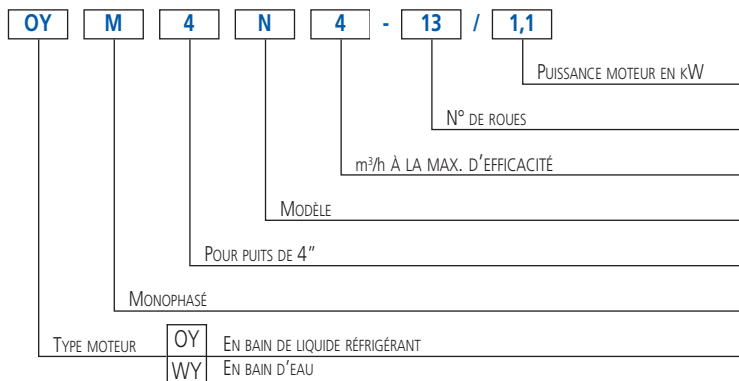 OY M 4 N 4 - 13 / 1,1
PUISSANCE MOTEUR EN KW
N° DE ROUES
m³/h À LA MAX. D'EFFICACITÉ
MODÈLE
POUR PUITS DE 4"
MONOPHASÉ
TYPE MOTEUR OY EN BAIN DE LIQUIDE RÉFRIGÉRANT
WY EN BAIN D'EAU